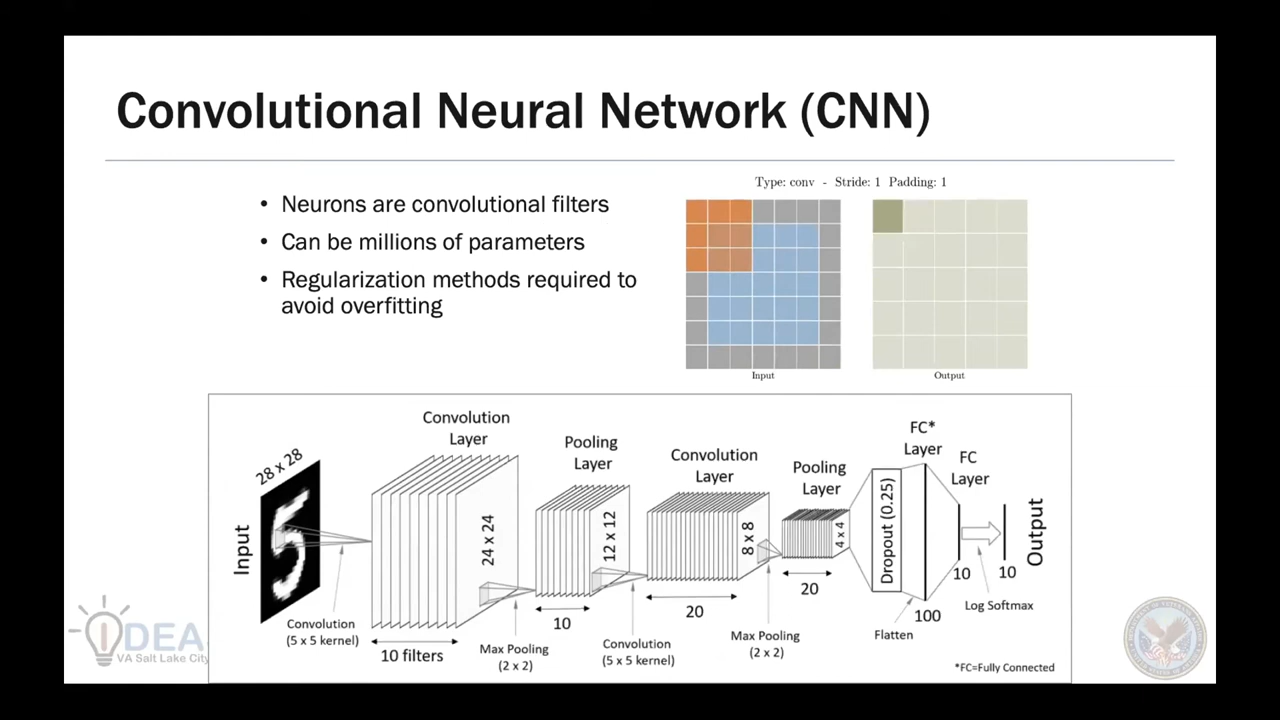 Convolutional Neural Network (CNN)
• Neurons are convolutional filters
• Can be millions of parameters
• Regularization methods required to
avoid overfitting
Type: conv - Stride: 1 Padding: 1
Input
Output
Convolution
Layer
Pooling
Layer
Convolution
Layer
Pooling
Layer
FC*
Layer
FC
Layer
28 x 28
Input
24 x 24
12 x 12
8 x 8
4 x 4
Dropout (0.25)
Output
Convolution
(5 x 5 kernel)
10 filters
Max Pooling
(2 x 2)
10
Convolution
(5 x 5 kernel)
20
Max Pooling
(2 x 2)
20
Flatten
100
10
10
Log Softmax
*FC=Fully Connected
IDEA
VA Salt Lake City